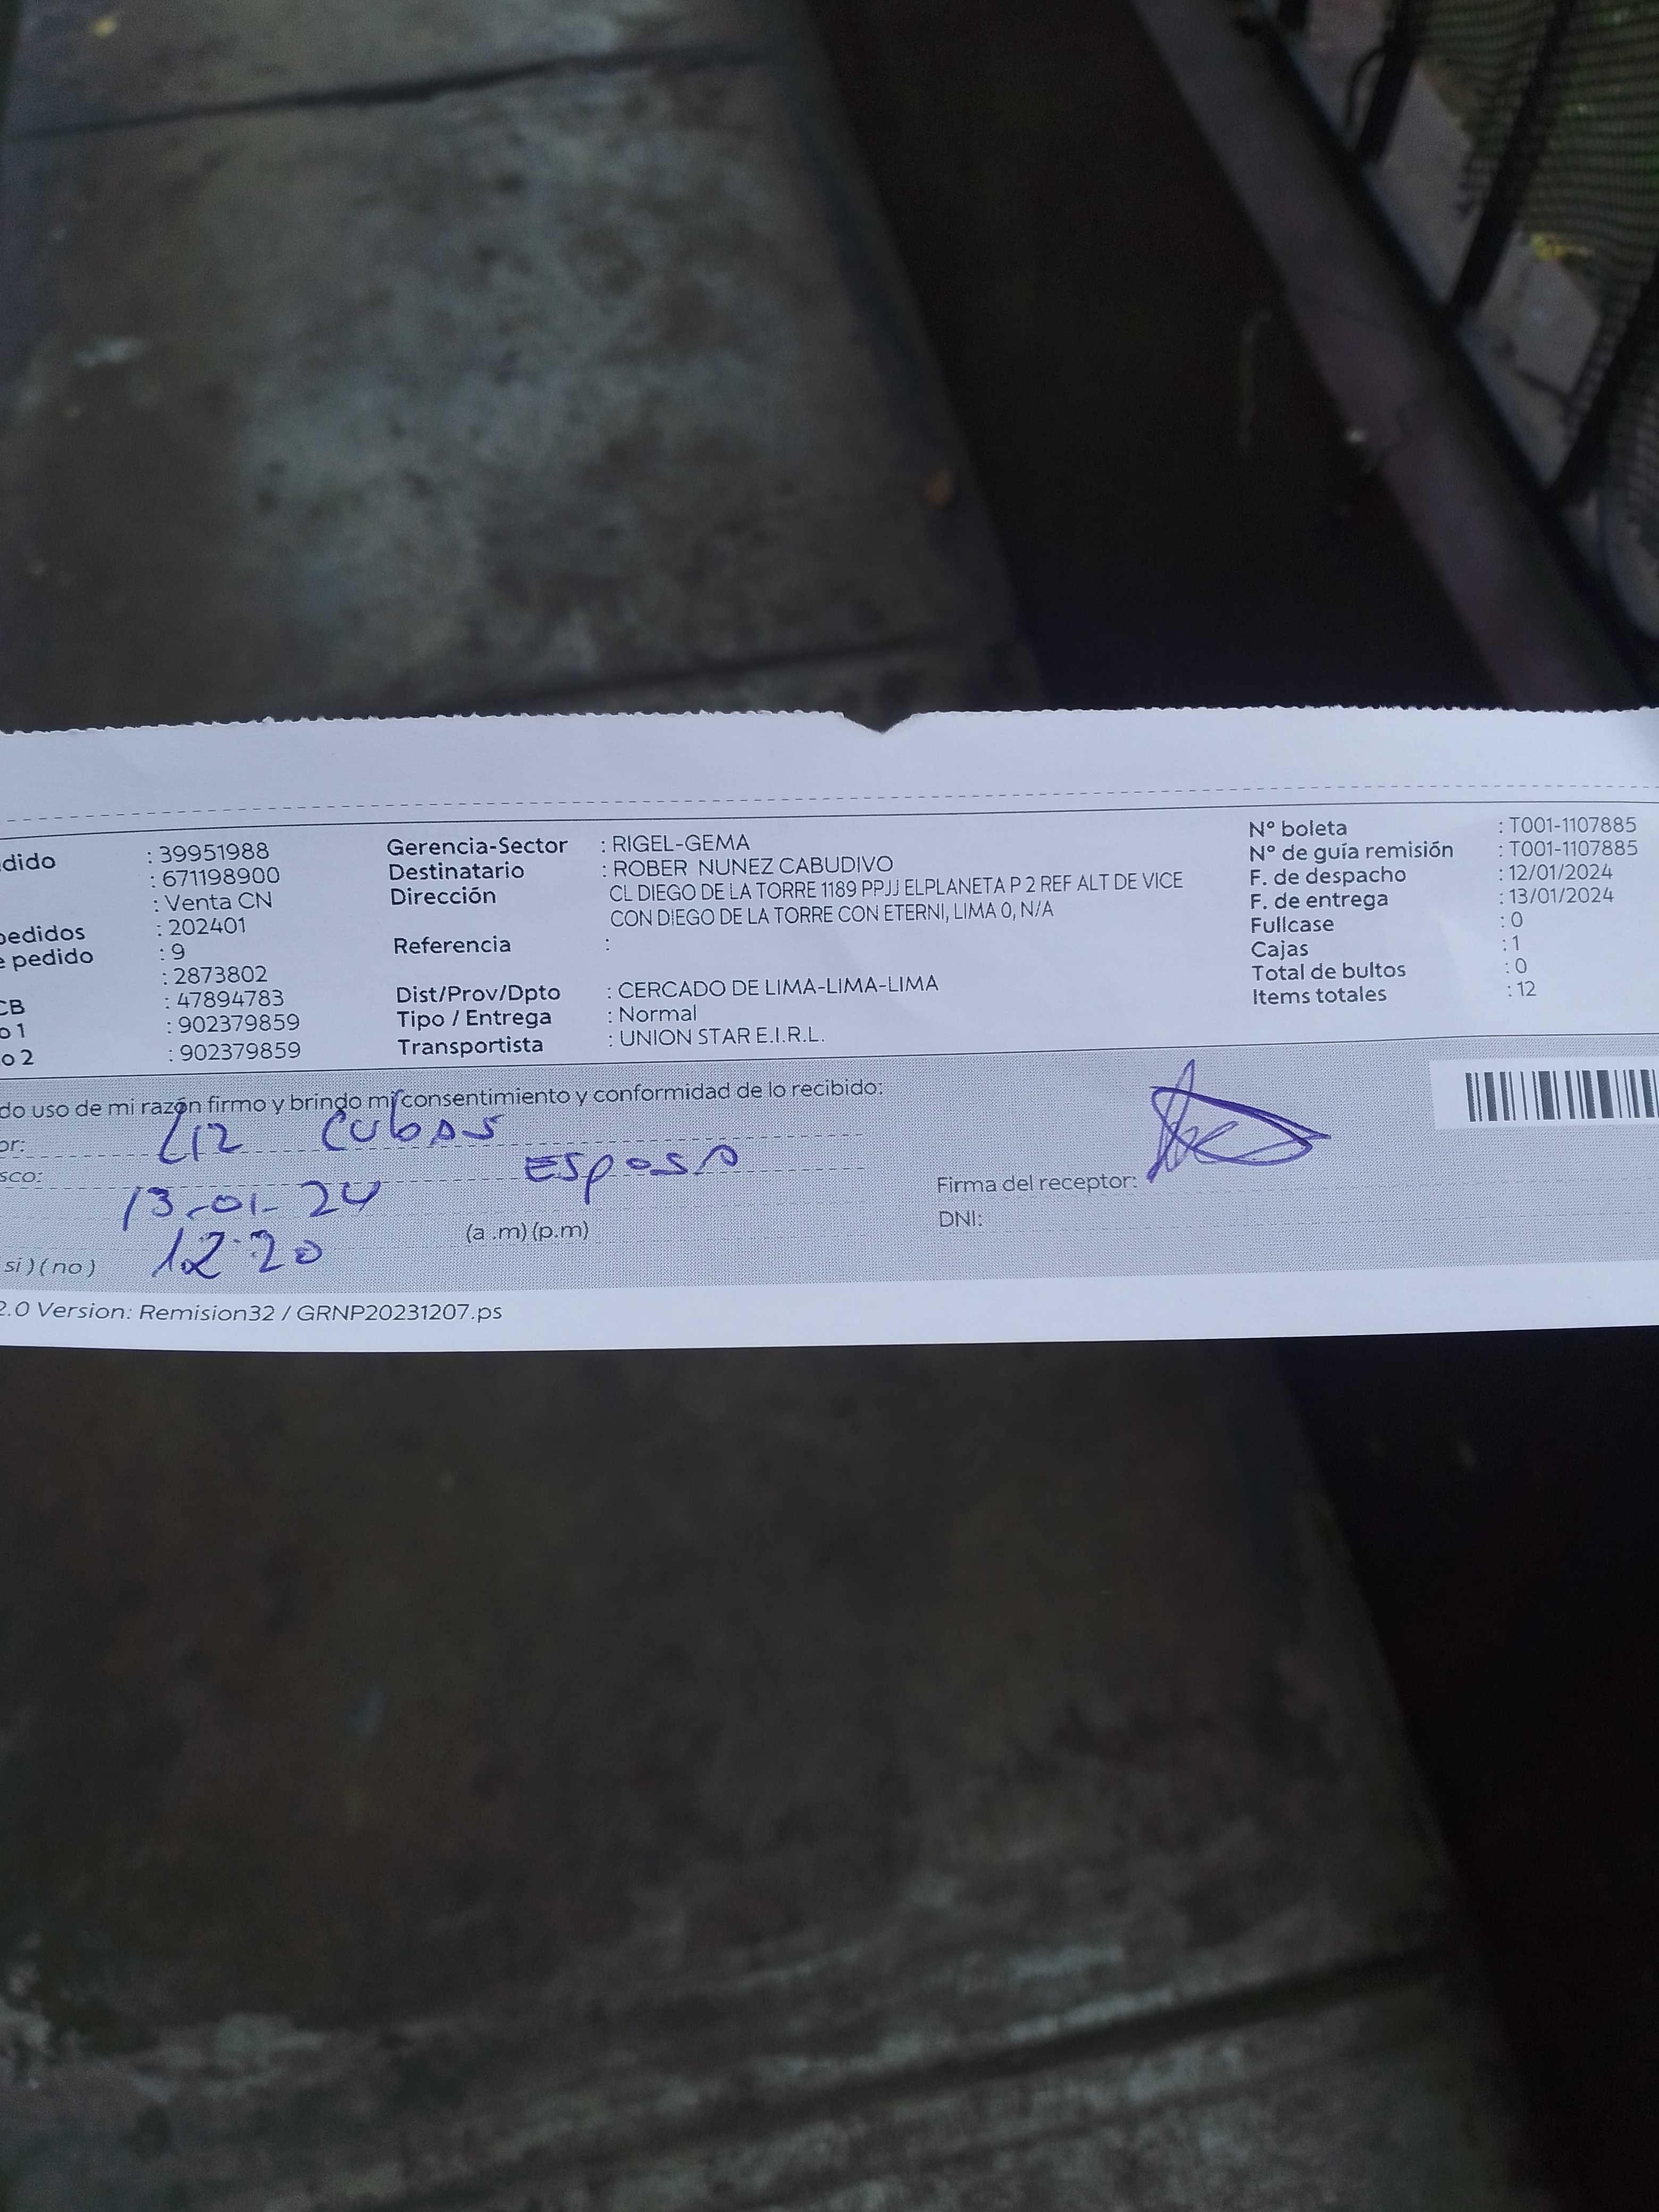 dido : 39951988
: 671198900
: Venta CN
pedidos : 202401
e pedido : 9
: 2873802
CB : 47894783
o 1 : 902379859
o 2 : 902379859
Gerencia-Sector : RIGEL-GEMA
Destinatario : ROBER NUNEZ CABUDIVO
Dirección CL DIEGO DE LA TORRE 1189 PPJJ ELPLANETA P 2 REF ALT DE VICE
CON DIEGO DE LA TORRE CON ETERNI, LIMA 0, N/A
Referencia :
Dist/Prov/Dpto : CERCADO DE LIMA-LIMA-LIMA
Tipo / Entrega : Normal
Transportista : UNION STAR E.I.R.L.
N° boleta : T001-1107885
N° de guía remisión : T001-1107885
F. de despacho : 12/01/2024
F. de entrega : 13/01/2024
Fullcase : 0
Cajas : 1
Total de bultos : 0
Items totales : 12
do uso de mi razón firmo y brindo mi consentimiento y conformidad de lo recibido:
or: Liz Cubas
sco: Esposa
13-01-24
12:20 (a .m) (p.m)
si ) ( no )
Firma del receptor:
DNI:
2.0 Version: Remision32 / GRNP20231207.ps